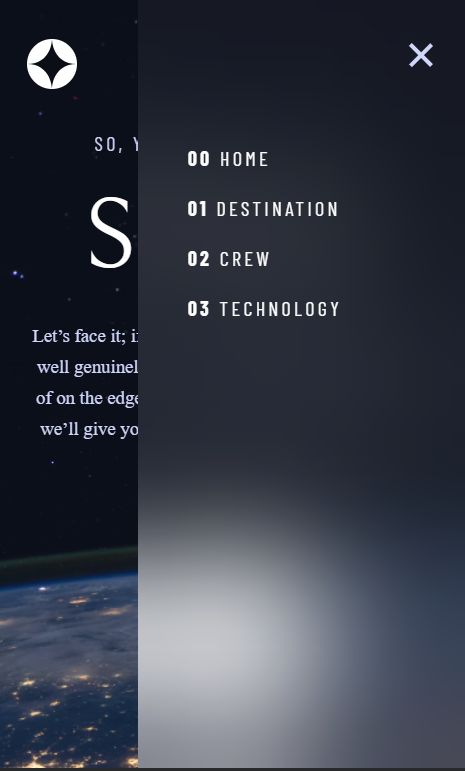 SO, Y
S
00 HOME
01 DESTINATION
02 CREW
03 TECHNOLOGY
Let’s face it; i
well genuinel
of on the edge
we’ll give yo